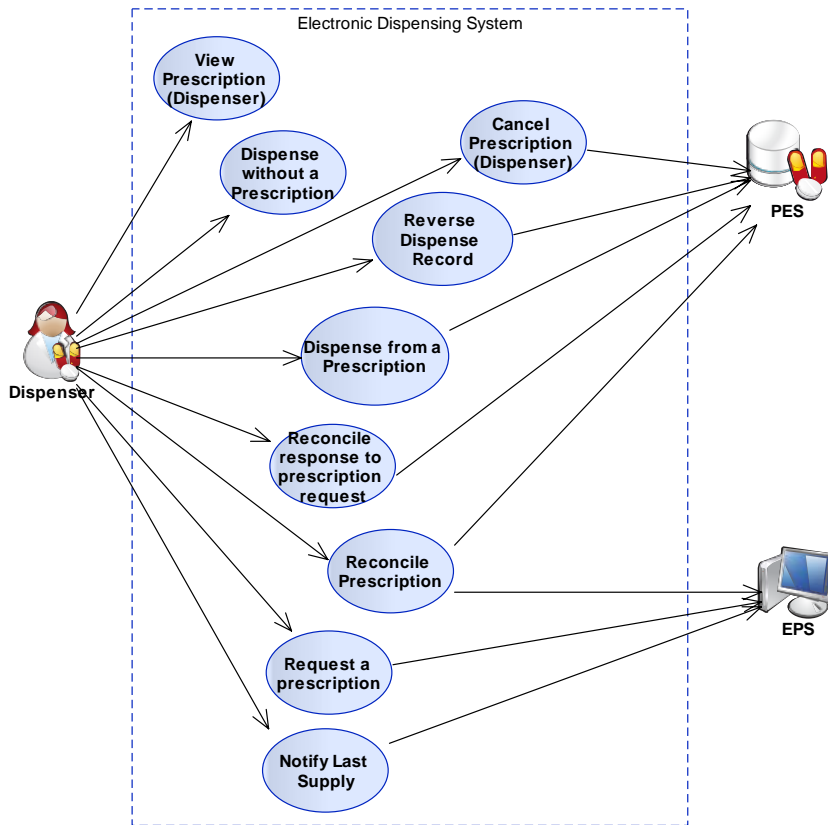 Electronic Dispensing System
View
Prescription
(Dispenser)
Cancel
Prescription
(Dispenser)
Dispense
without a
Prescription
PES
Reverse
Dispense
Record
Dispense from a
Prescription
Dispenser
Reconcile
response to
prescription
request
Reconcile
Prescription
EPS
Request a
prescription
Notify Last
Supply